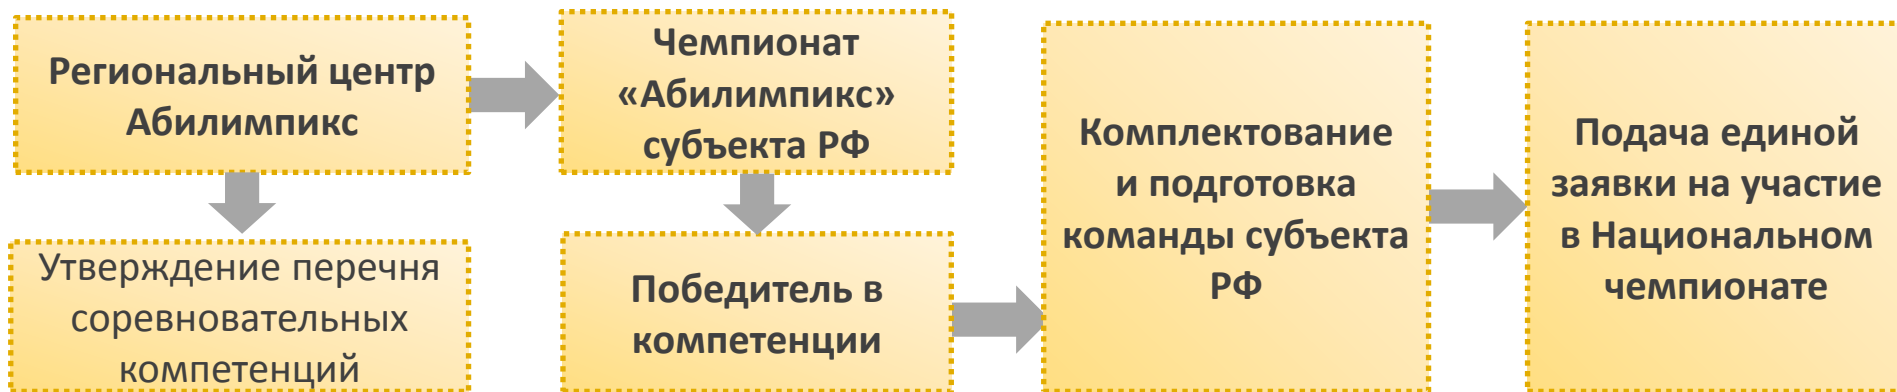 Региональный центр
Абилимпикс
Утверждение перечня
соревновательных
компетенций
Чемпионат
«Абилимпикс»
субъекта РФ
Победитель в
компетенции
Комплектование
и подготовка
команды субъекта
РФ
Подача единой
заявки на участие
в Национальном
чемпионате